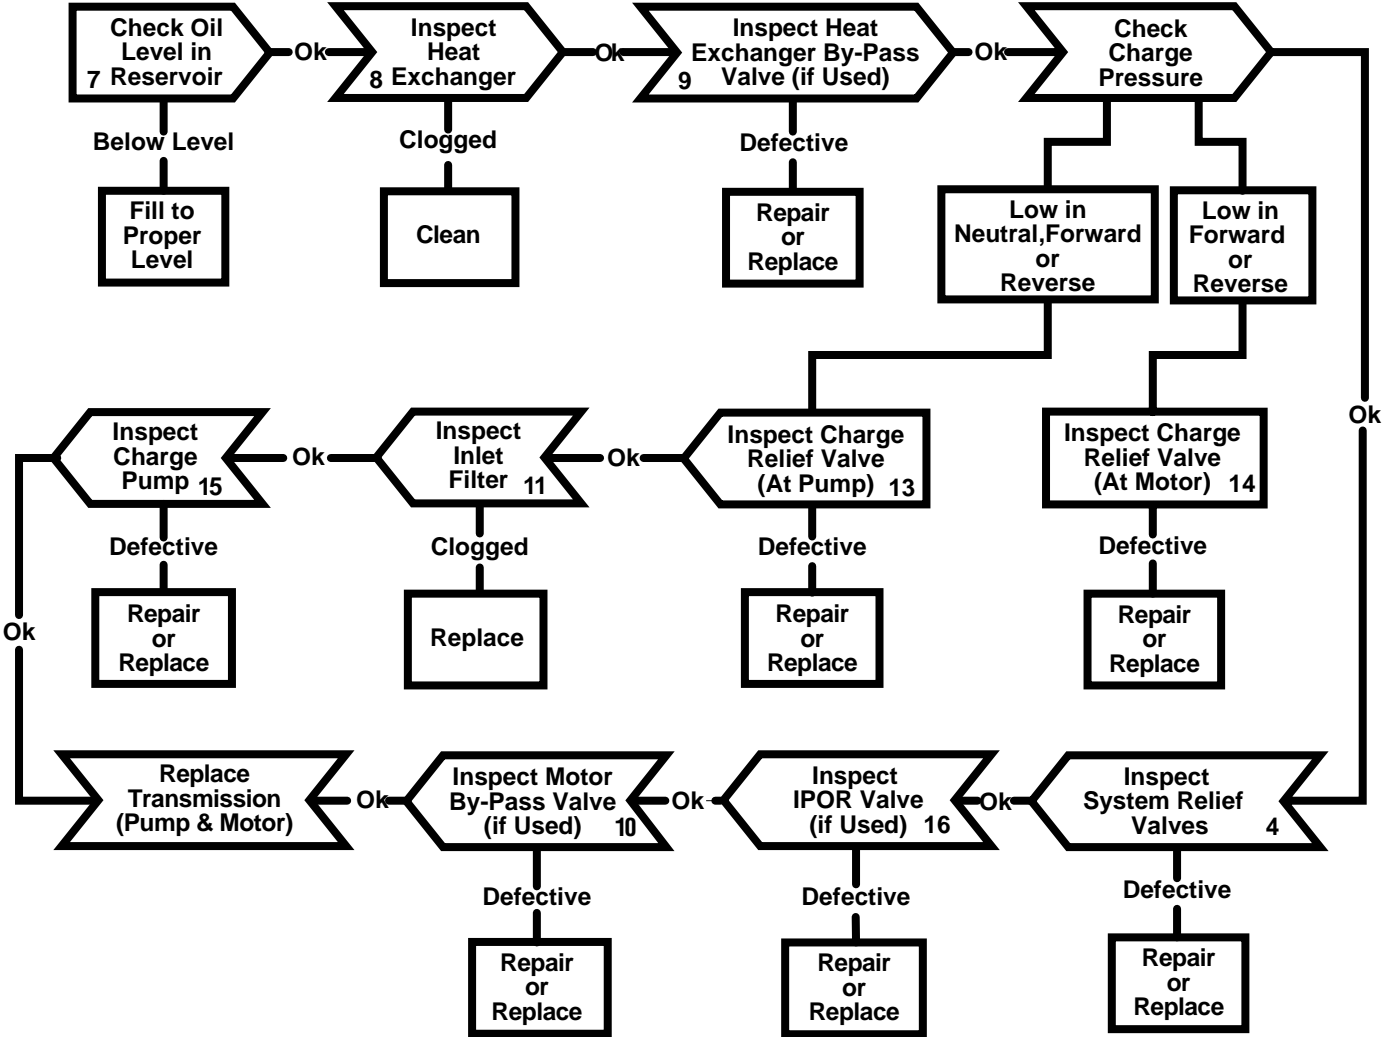 Check Oil
Level in
Reservoir
7
Ok
Inspect
Heat
Exchanger
8
Ok
Inspect Heat
Exchanger By-Pass
Valve (if Used)
9
Ok
Check
Charge
Pressure
Below Level
Clogged
Defective
Fill to
Proper
Level
Clean
Repair
or
Replace
Low in
Neutral,Forward
or
Reverse
Low in
Forward
or
Reverse
Ok
Inspect
Charge
Pump 15
Ok
Inspect
Inlet
Filter 11
Ok
Inspect Charge
Relief Valve
(At Pump) 13
Inspect Charge
Relief Valve
(At Motor) 14
Defective
Clogged
Defective
Defective
Ok
Repair
or
Replace
Replace
Repair
or
Replace
Repair
or
Replace
Replace
Transmission
(Pump & Motor)
Ok
Inspect Motor
By-Pass Valve
(if Used) 10
Ok
Inspect
IPOR Valve
(if Used) 16
Ok
Inspect
System Relief
Valves 4
Defective
Defective
Defective
Repair
or
Replace
Repair
or
Replace
Repair
or
Replace